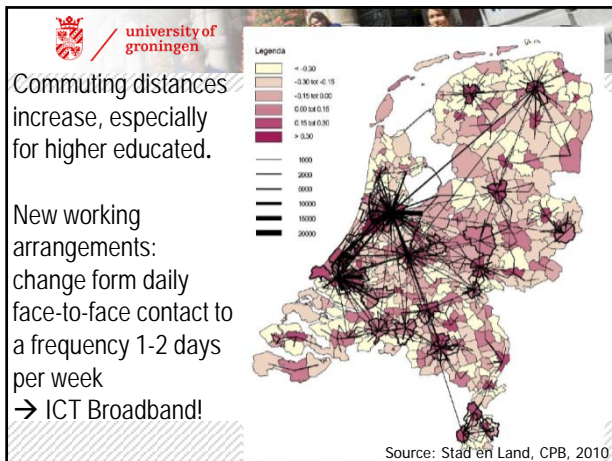 university of
groningen
Commuting distances
increase, especially
for higher educated.
New working
arrangements:
change form daily
face-to-face contact to
a frequency 1-2 days
per week
→ ICT Broadband!
Legenda
< -0.30
-0.30 tot -0.15
-0.15 tot 0.00
0.00 tot 0.15
0.15 tot 0.30
> 0.30
1000
2000
5000
10000
15000
20000
Source: Stad en Land, CPB, 2010